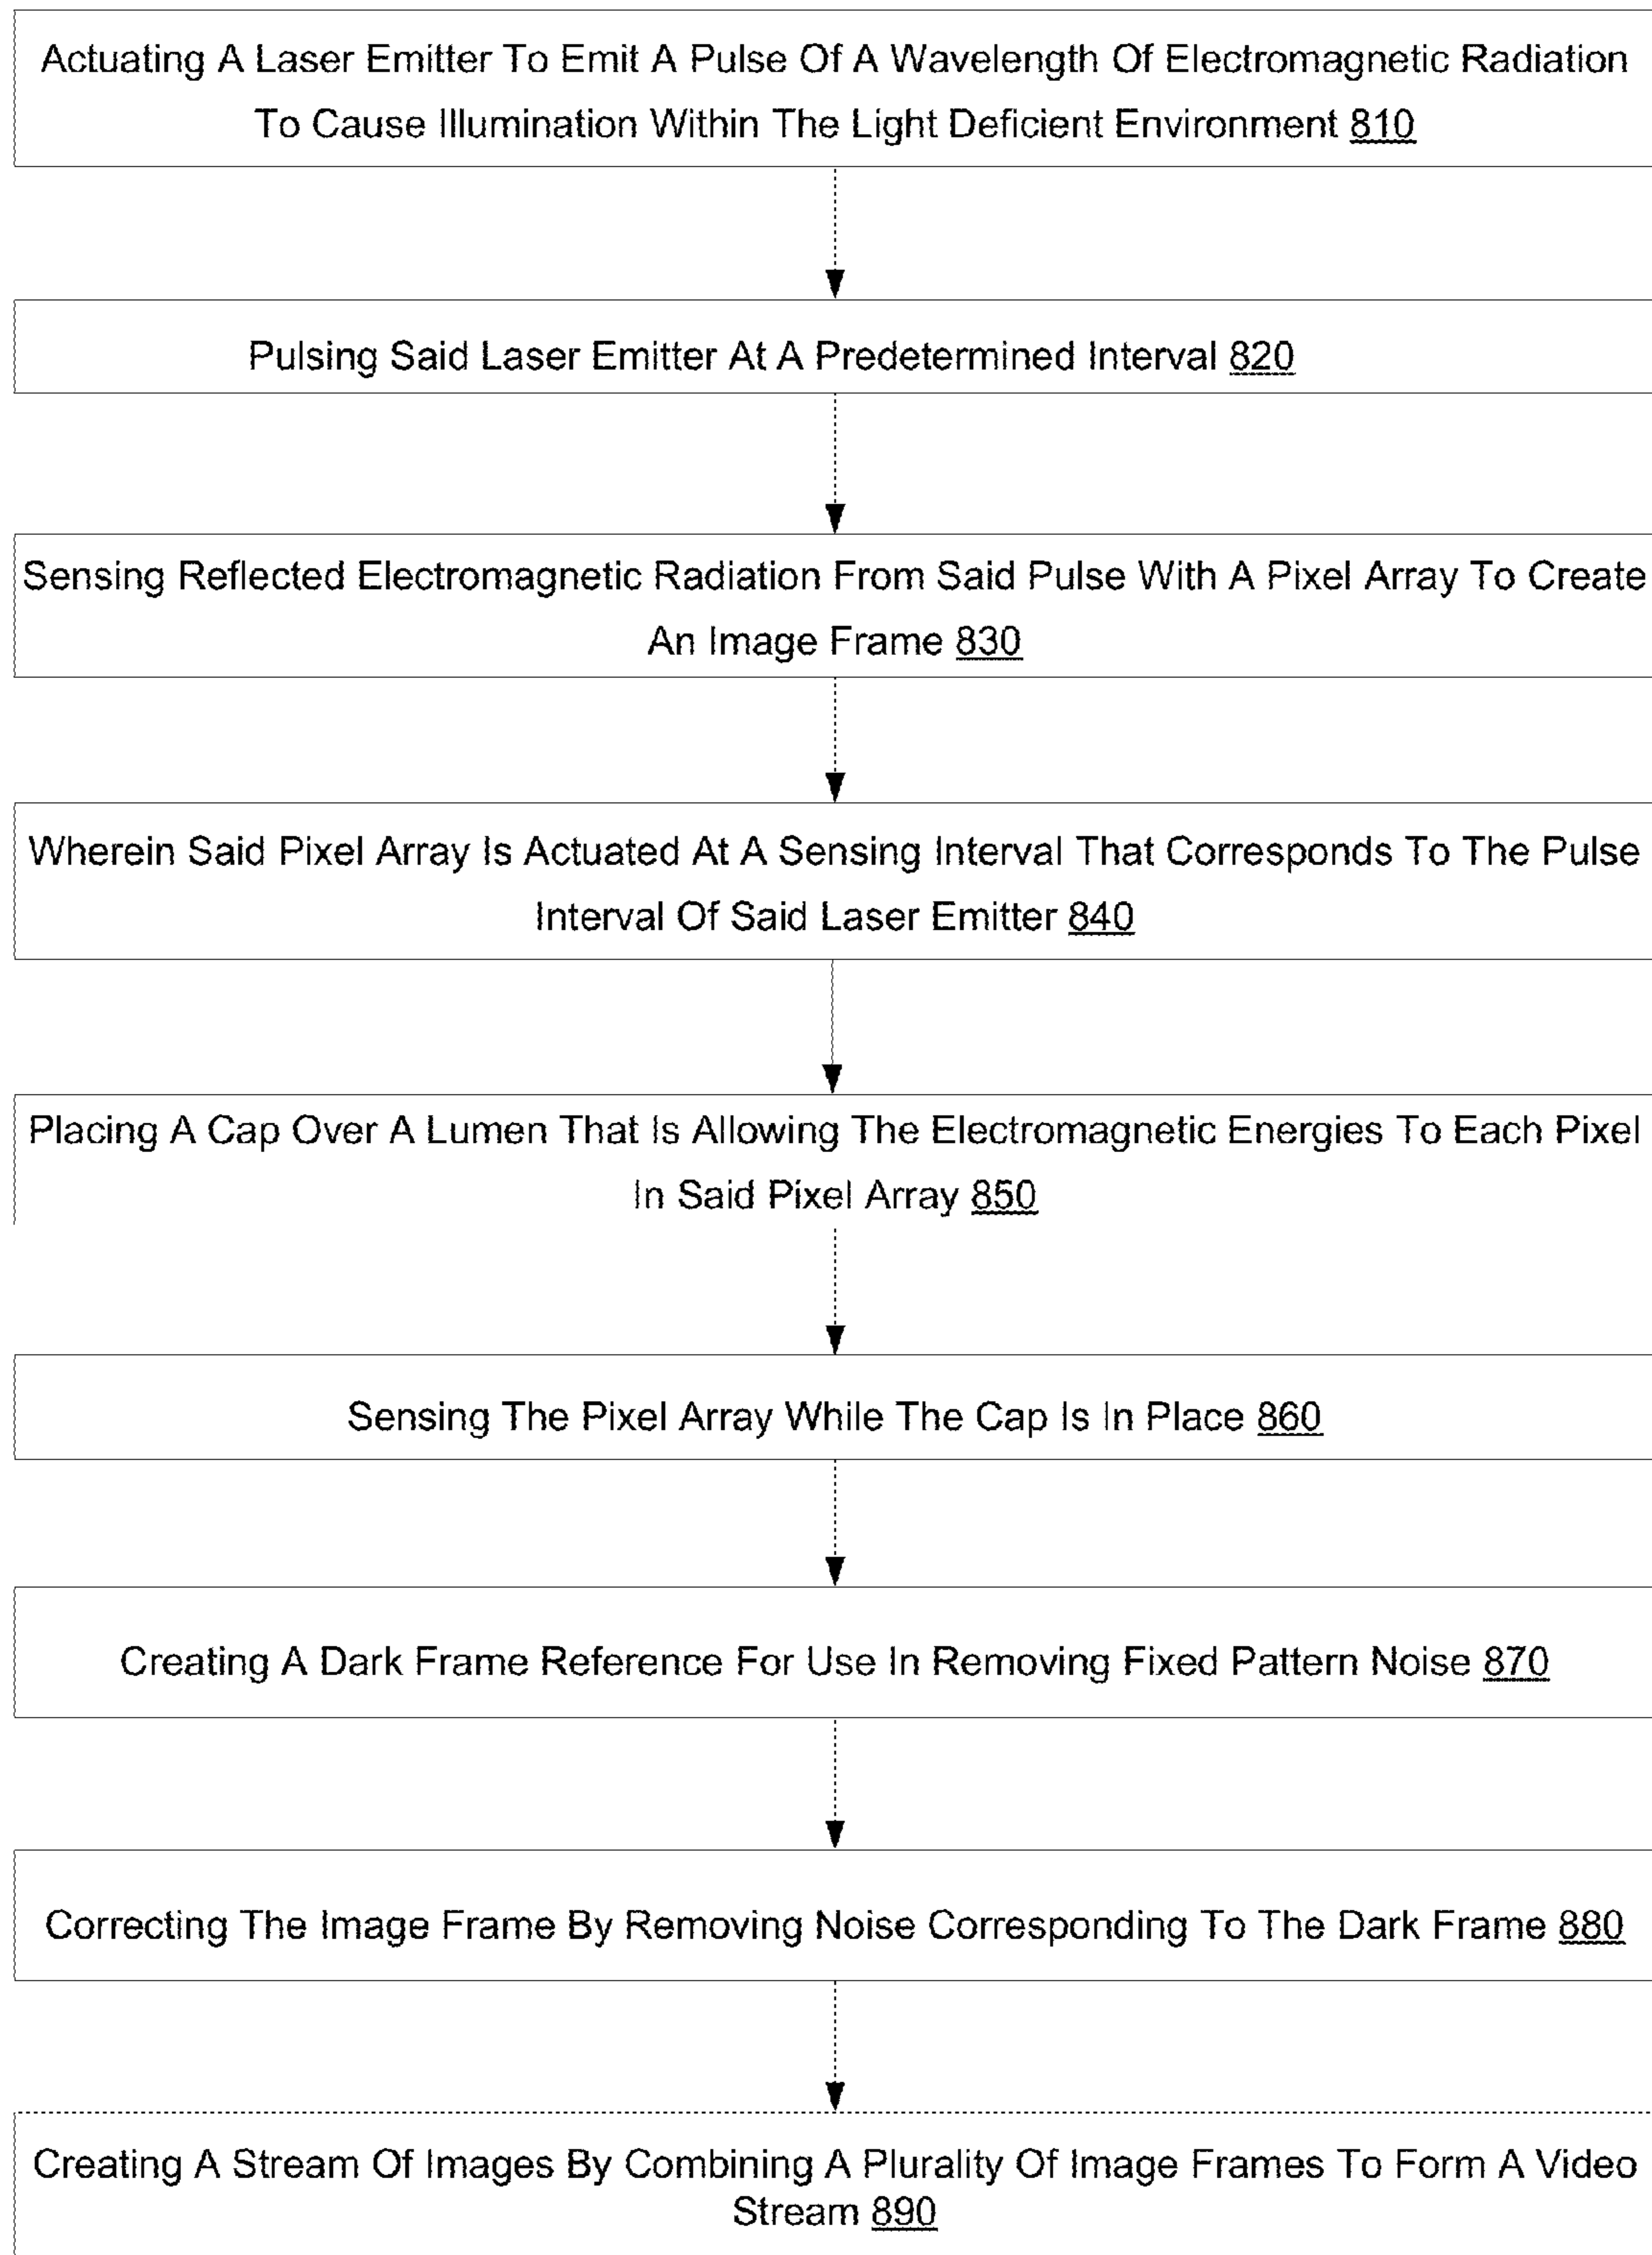 Actuating A Laser Emitter To Emit A Pulse Of A Wavelength Of Electromagnetic Radiation
To Cause Illumination Within The Light Deficient Environment 810
Pulsing Said Laser Emitter At A Predetermined Interval 820
Sensing Reflected Electromagnetic Radiation From Said Pulse With A Pixel Array To Create
An Image Frame 830
Wherein Said Pixel Array Is Actuated At A Sensing Interval That Corresponds To The Pulse
Interval Of Said Laser Emitter 840
Placing A Cap Over A Lumen That Is Allowing The Electromagnetic Energies To Each Pixel
In Said Pixel Array 850
Sensing The Pixel Array While The Cap Is In Place 860
Creating A Dark Frame Reference For Use In Removing Fixed Pattern Noise 870
Correcting The Image Frame By Removing Noise Corresponding To The Dark Frame 880
Creating A Stream Of Images By Combining A Plurality Of Image Frames To Form A Video
Stream 890